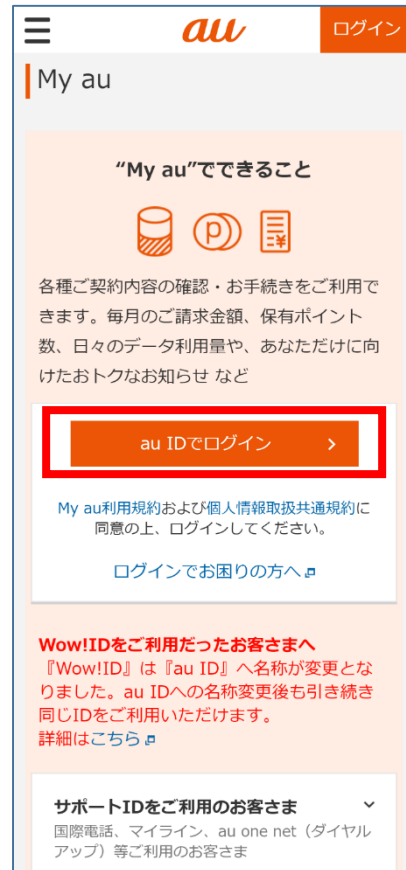 au
ログイン
My au
“My au”でできること
各種ご契約内容の確認・お手続きをご利用で
きます。毎月のご請求金額、保有ポイント
数、日々のデータ利用量や、あなただけに向
けたおトクなお知らせ など
au IDでログイン
My au利用規約および個人情報取扱共通規約に
同意の上、ログインしてください。
ログインでお困りの方へ
Wow!IDをご利用だったお客さまへ
『Wow!ID』は『au ID』へ名称が変更とな
りました。au IDへの名称変更後も引き続き
同じIDをご利用いただけます。
詳細はこちら
サポートIDをご利用のお客さま
国際電話、マイライン、au one net（ダイヤル
アップ）等ご利用のお客さま